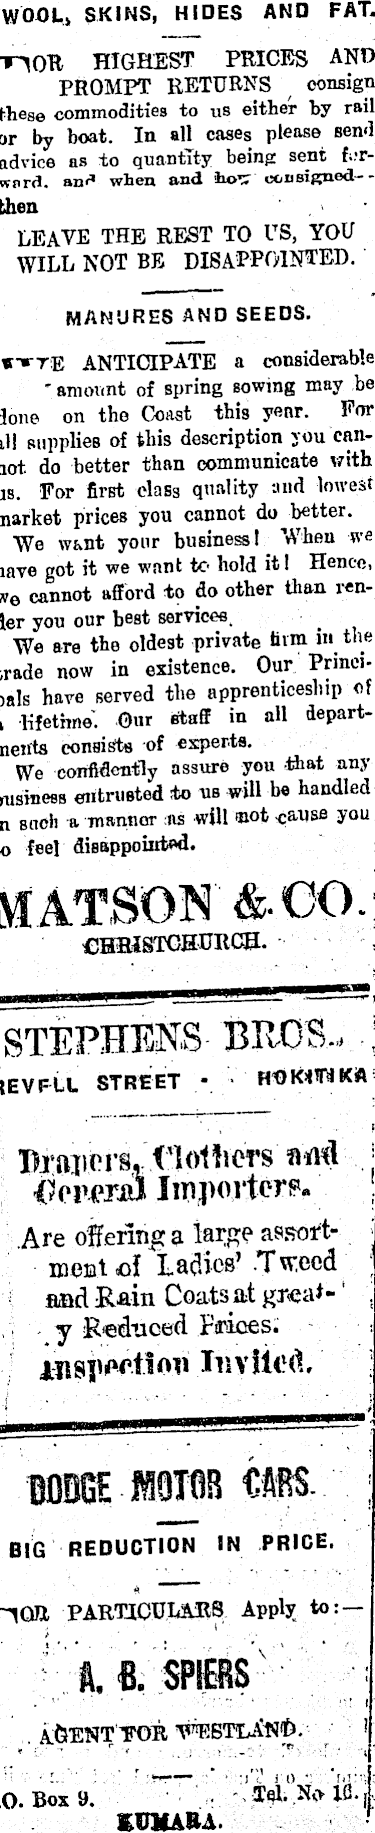 WOOL, SKINS, HIDES AND FAT.
FOR HIGHEST PRICES AND
PROMPT RETURNS consign
these commodities to us either by rail
or by boat. In all cases please send
advice as to quantity being sent for-
ward, and when and how consigned--
then
LEAVE THE REST TO US, YOU
WILL NOT BE DISAPPOINTED.
MANURES AND SEEDS.
WE ANTICIPATE a considerable
amount of spring sowing may be
done on the Coast this year. For
all supplies of this description you can-
not do better than communicate with
us. For first class quality and lowest
market prices you cannot do better.
We want your business! When we
have got it we want to hold it! Hence,
we cannot afford to do other than ren-
der you our best services.
We are the oldest private firm in the
trade now in existence. Our Princi-
pals have served the apprenticeship of
a lifetime. Our staff in all depart-
ments consists of experts.
We confidently assure you that any
business entrusted to us will be handled
in such a manner as will not cause you
to feel disappointed.
MATSON & CO.
CHRISTCHURCH.
STEPHENS BROS.,
REVELL STREET - - HOKITIKA
Drapers, Clothers and
General Importers.
Are offering a large assort-
ment of Ladies' Tweed
and Rain Coats at great-
y Reduced Prices.
Inspection Invited.
DODGE MOTOR CARS.
BIG REDUCTION IN PRICE.
FOR PARTICULARS Apply to:—
A. B. SPIERS
AGENT FOR WESTLAND.
.O. Box 9. Tel. No 16.
KUMARA.